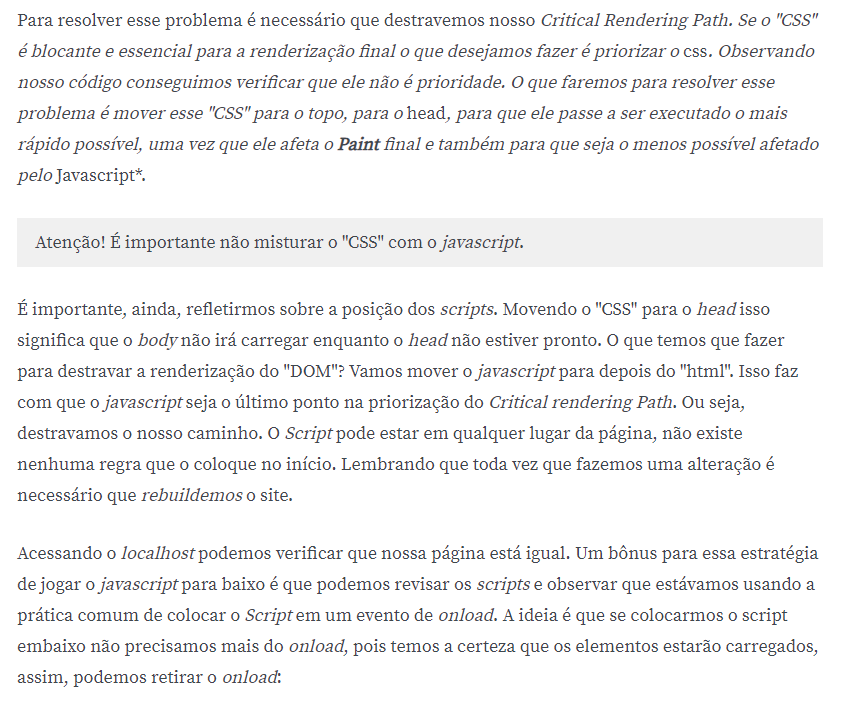 Para resolver esse problema é necessário que destravemos nosso Critical Rendering Path. Se o "CSS"
é blocante e essencial para a renderização final o que desejamos fazer é priorizar o css. Observando
nosso código conseguimos verificar que ele não é prioridade. O que faremos para resolver esse
problema é mover esse "CSS" para o topo, para o head, para que ele passe a ser executado o mais
rápido possível, uma vez que ele afeta o Paint final e também para que seja o menos possível afetado
pelo Javascript*.
Atenção! É importante não misturar o "CSS" com o javascript.
É importante, ainda, refletirmos sobre a posição dos scripts. Movendo o "CSS" para o head isso
significa que o body não irá carregar enquanto o head não estiver pronto. O que temos que fazer
para destravar a renderização do "DOM"? Vamos mover o javascript para depois do "html". Isso faz
com que o javascript seja o último ponto na priorização do Critical rendering Path. Ou seja,
destravamos o nosso caminho. O Script pode estar em qualquer lugar da página, não existe
nenhuma regra que o coloque no início. Lembrando que toda vez que fazemos uma alteração é
necessário que rebuildemos o site.
Acessando o localhost podemos verificar que nossa página está igual. Um bônus para essa estratégia
de jogar o javascript para baixo é que podemos revisar os scripts e observar que estávamos usando a
prática comum de colocar o Script em um evento de onload. A ideia é que se colocarmos o script
embaixo não precisamos mais do onload, pois temos a certeza que os elementos estarão carregados,
assim, podemos retirar o onload: